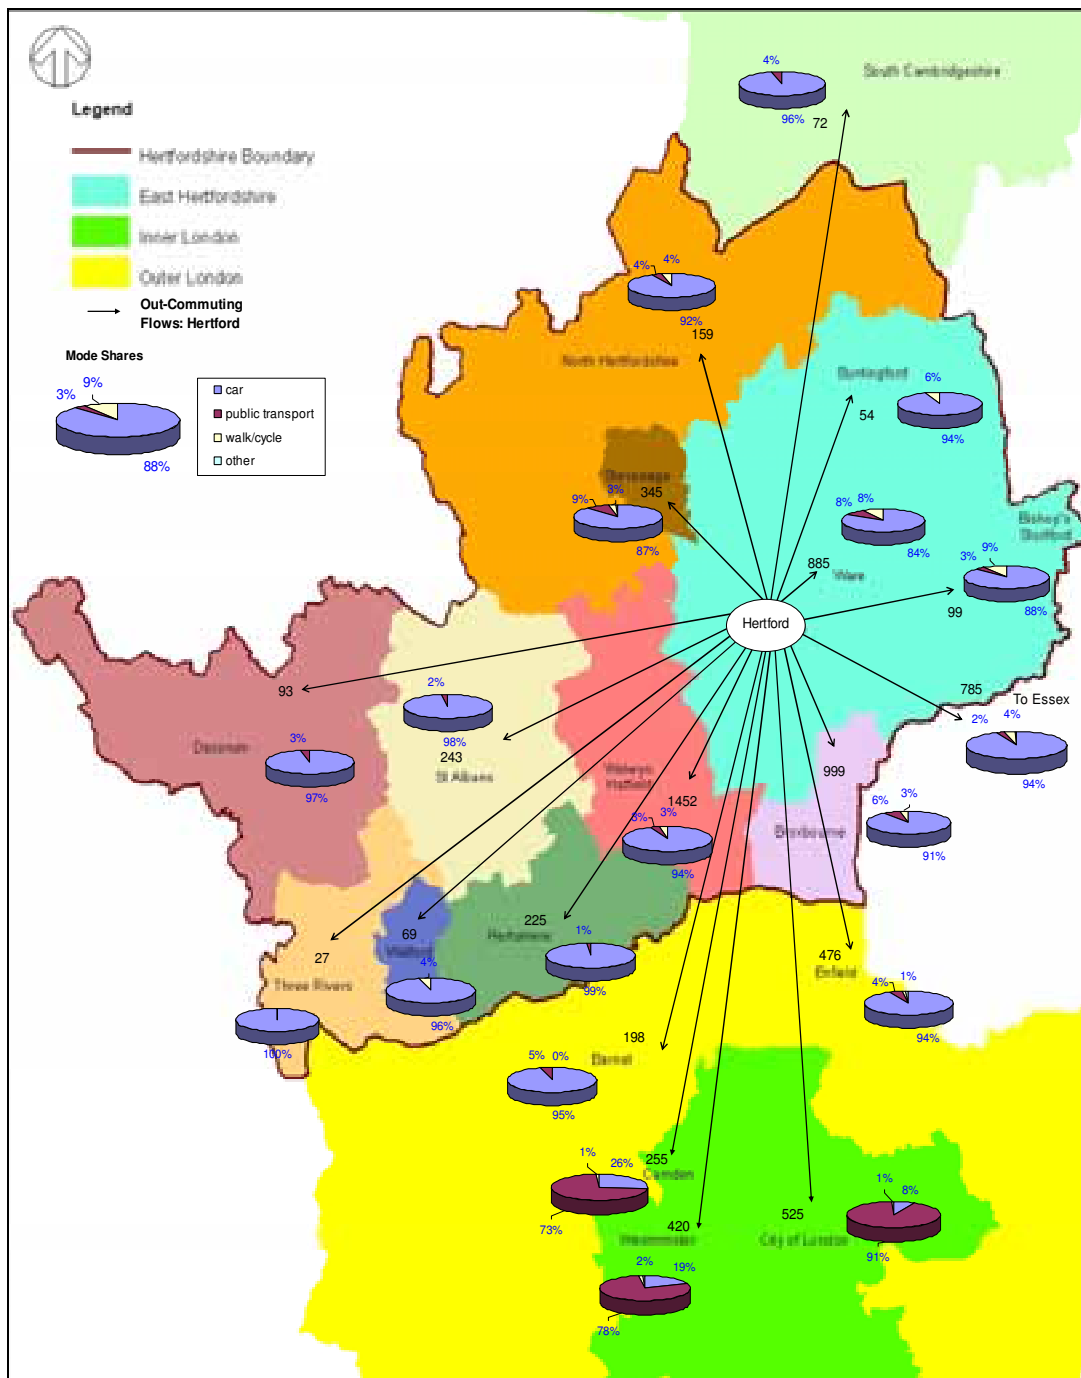 South Cambridgeshire
4%
96%
72
Legend
Hertfordshire Boundary
East Hertfordshire
Inner London
Outer London
Out-Commuting
Flows: Hertford
Mode Shares
3%
9%
88%
car
public transport
walk/cycle
other
4%
4%
92%
159
North Hertfordshire
Buntingford
54
6%
94%
Stevenage
345
9%
3%
87%
8%
8%
84%
885
Ware
Bishop's
Stortford
3%
9%
88%
99
Hertford
93
Dacorum
3%
97%
2%
98%
243
St Albans
Welwyn
Hatfield
1452
3%
94%
785
To Essex
2%
4%
94%
999
Broxbourne
6%
3%
91%
27
Three Rivers
100%
69
Watford
4%
96%
225
Hertsmere
1%
99%
476
Enfield
4%
1%
94%
198
Barnet
5%
0%
95%
255
Camden
1%
26%
73%
420
Westminster
2%
19%
78%
525
City of London
1%
8%
91%